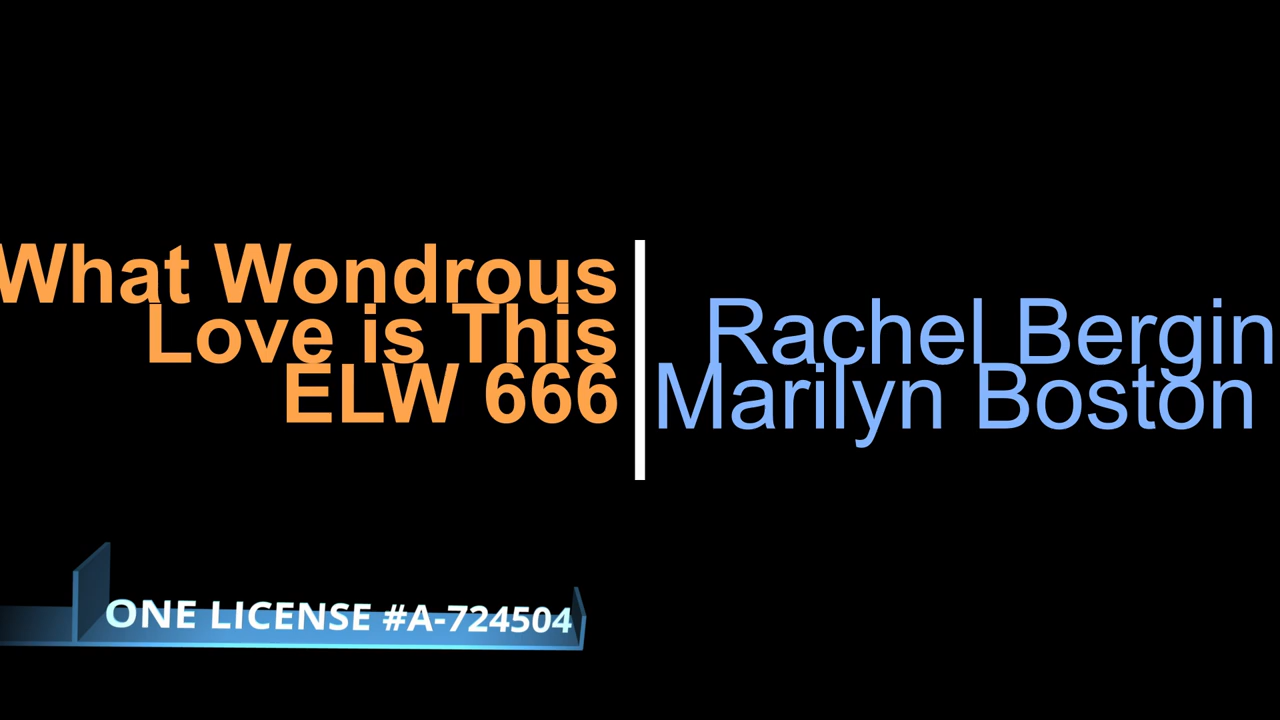 What Wondrous
Love is This
ELW 666
Rachel Bergin
Marilyn Boston
ONE LICENSE #A-724504